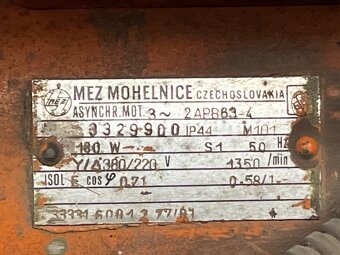 MEZ MOHELNICE CZECHOSLOVAKIA
ASYNCHR. MOT. 3~ 2APB63-4
3329900 IP44 M101
180 W S1 50 Hz
Y/A 380/220 V 1350 /min
ISOL E cos φ 0,71 0,58/1